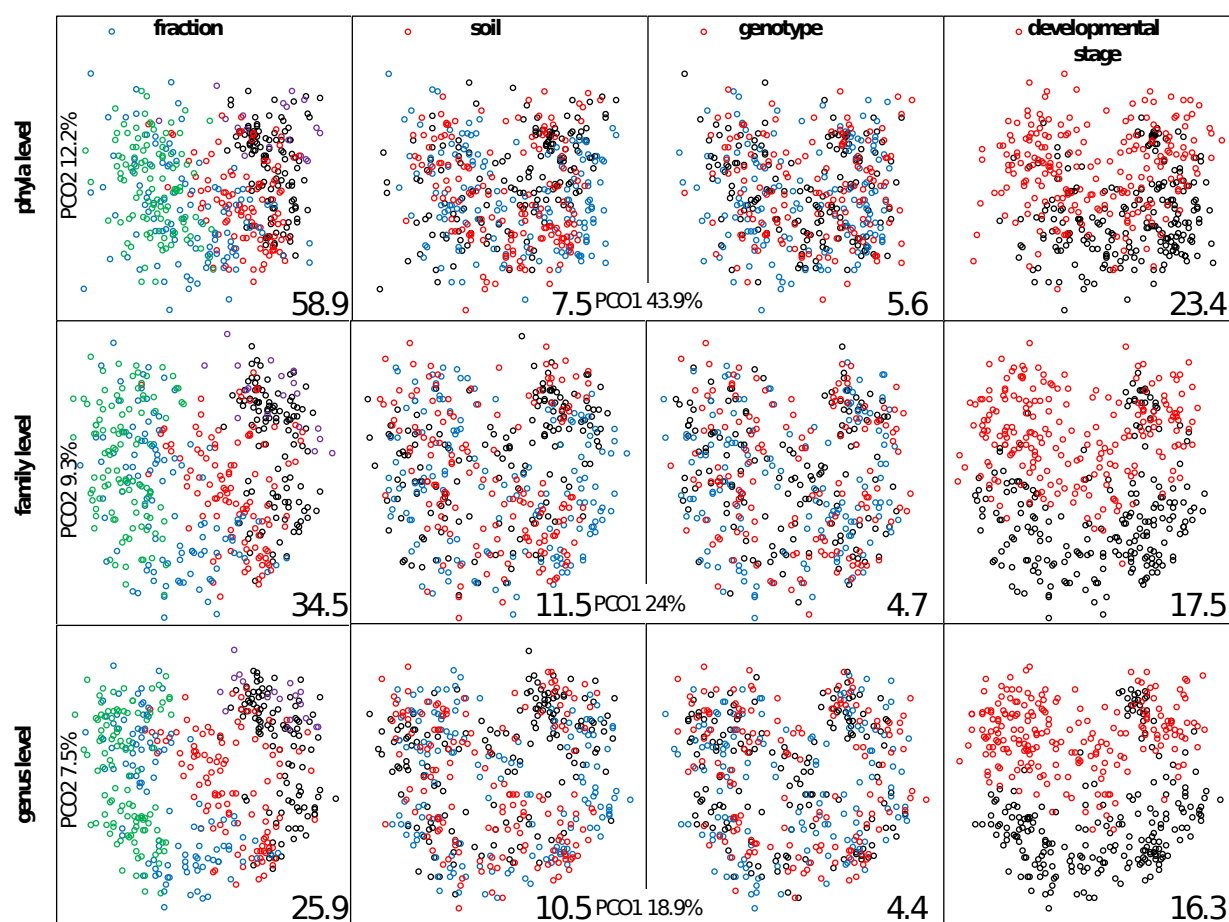 fraction
soil
genotype
developmental
stage
phyla level
PCO2 12.2%
58.9
7.5
PCO1 43.9%
5.6
23.4
family level
PCO2 9.3%
34.5
11.5
PCO1 24%
4.7
17.5
genus level
PCO2 7.5%
25.9
10.5
PCO1 18.9%
4.4
16.3